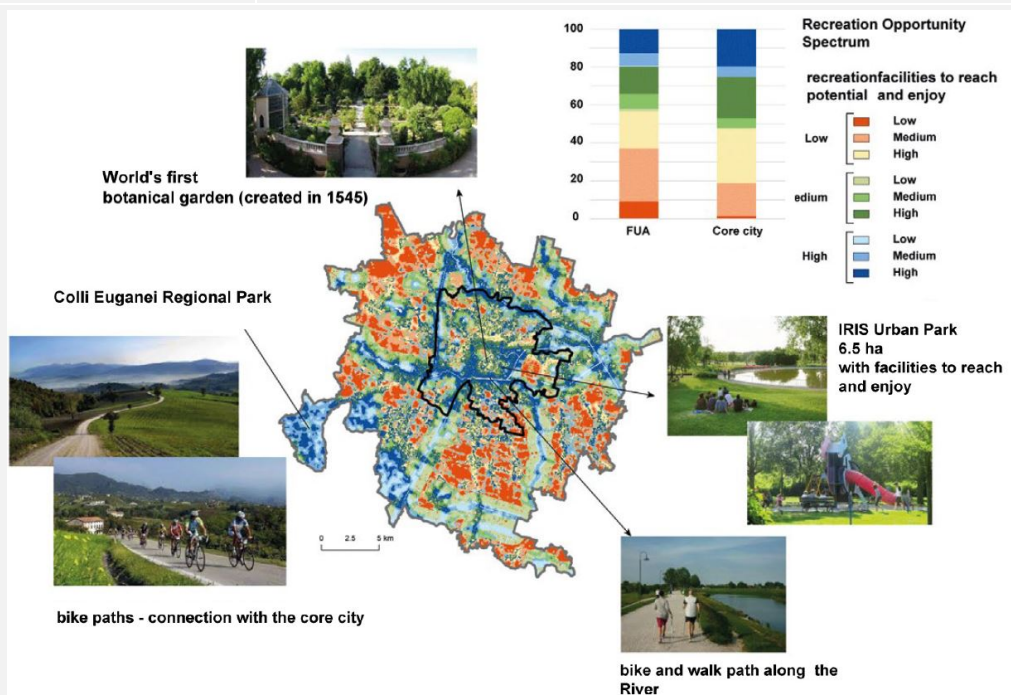 World's first
botanical garden (created in 1545)
100
80
60
40
20
0
FUA
Core city
Recreation Opportunity
Spectrum
recreationfacilities to reach
potential and enjoy
Low
Low
Medium
High
edium
Low
Medium
High
High
Low
Medium
High
Colli Euganei Regional Park
IRIS Urban Park
6.5 ha
with facilities to reach
and enjoy
0 2.5 5 km
bike paths - connection with the core city
bike and walk path along the
River